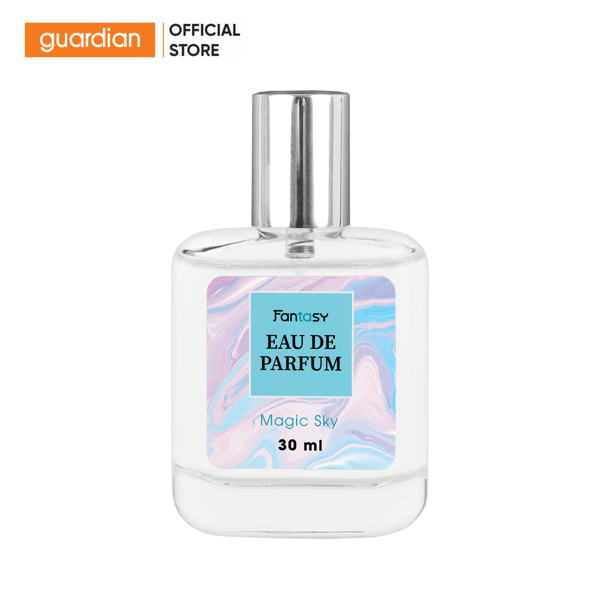 guardian
OFFICIAL
STORE
Fantasy
EAU DE
PARFUM
Magic Sky
30 ml